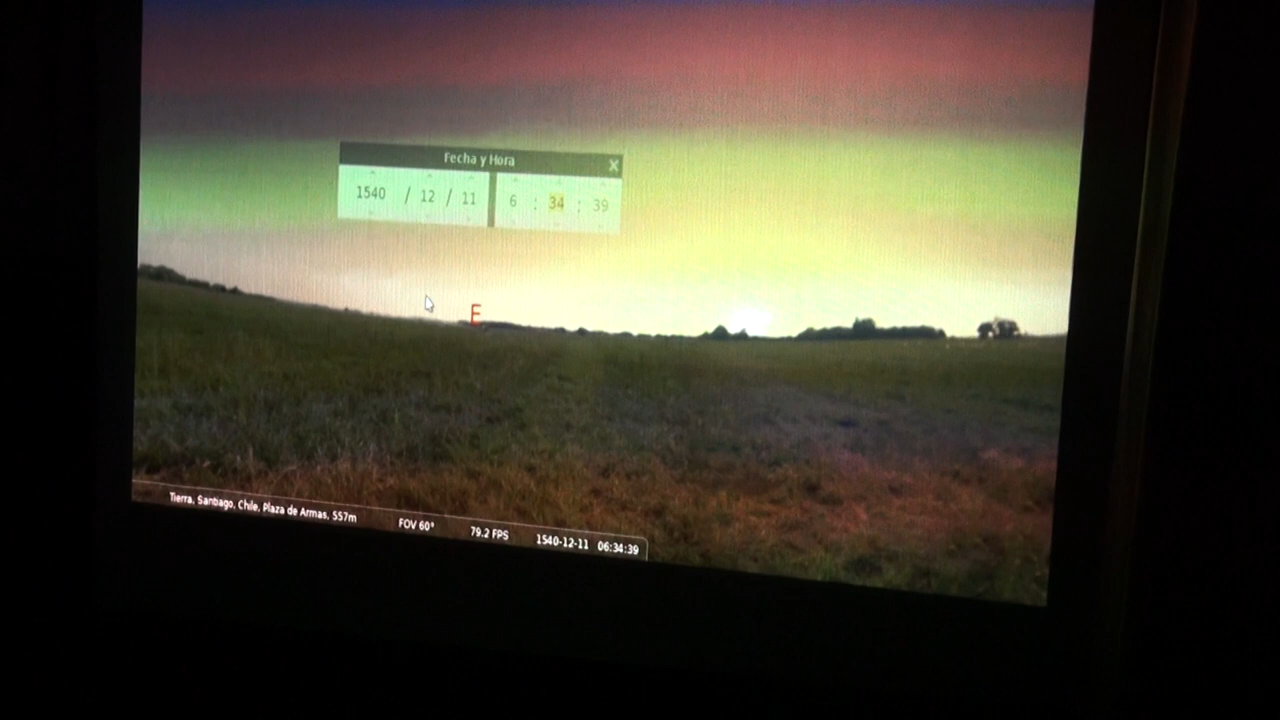 Fecha y Hora X
1540 / 12 / 11 6 : 34 : 39
E
Tierra, Santiago, Chile, Plaza de Armas, 557m FOV 60° 79.2 FPS 1540-12-11 06:34:39